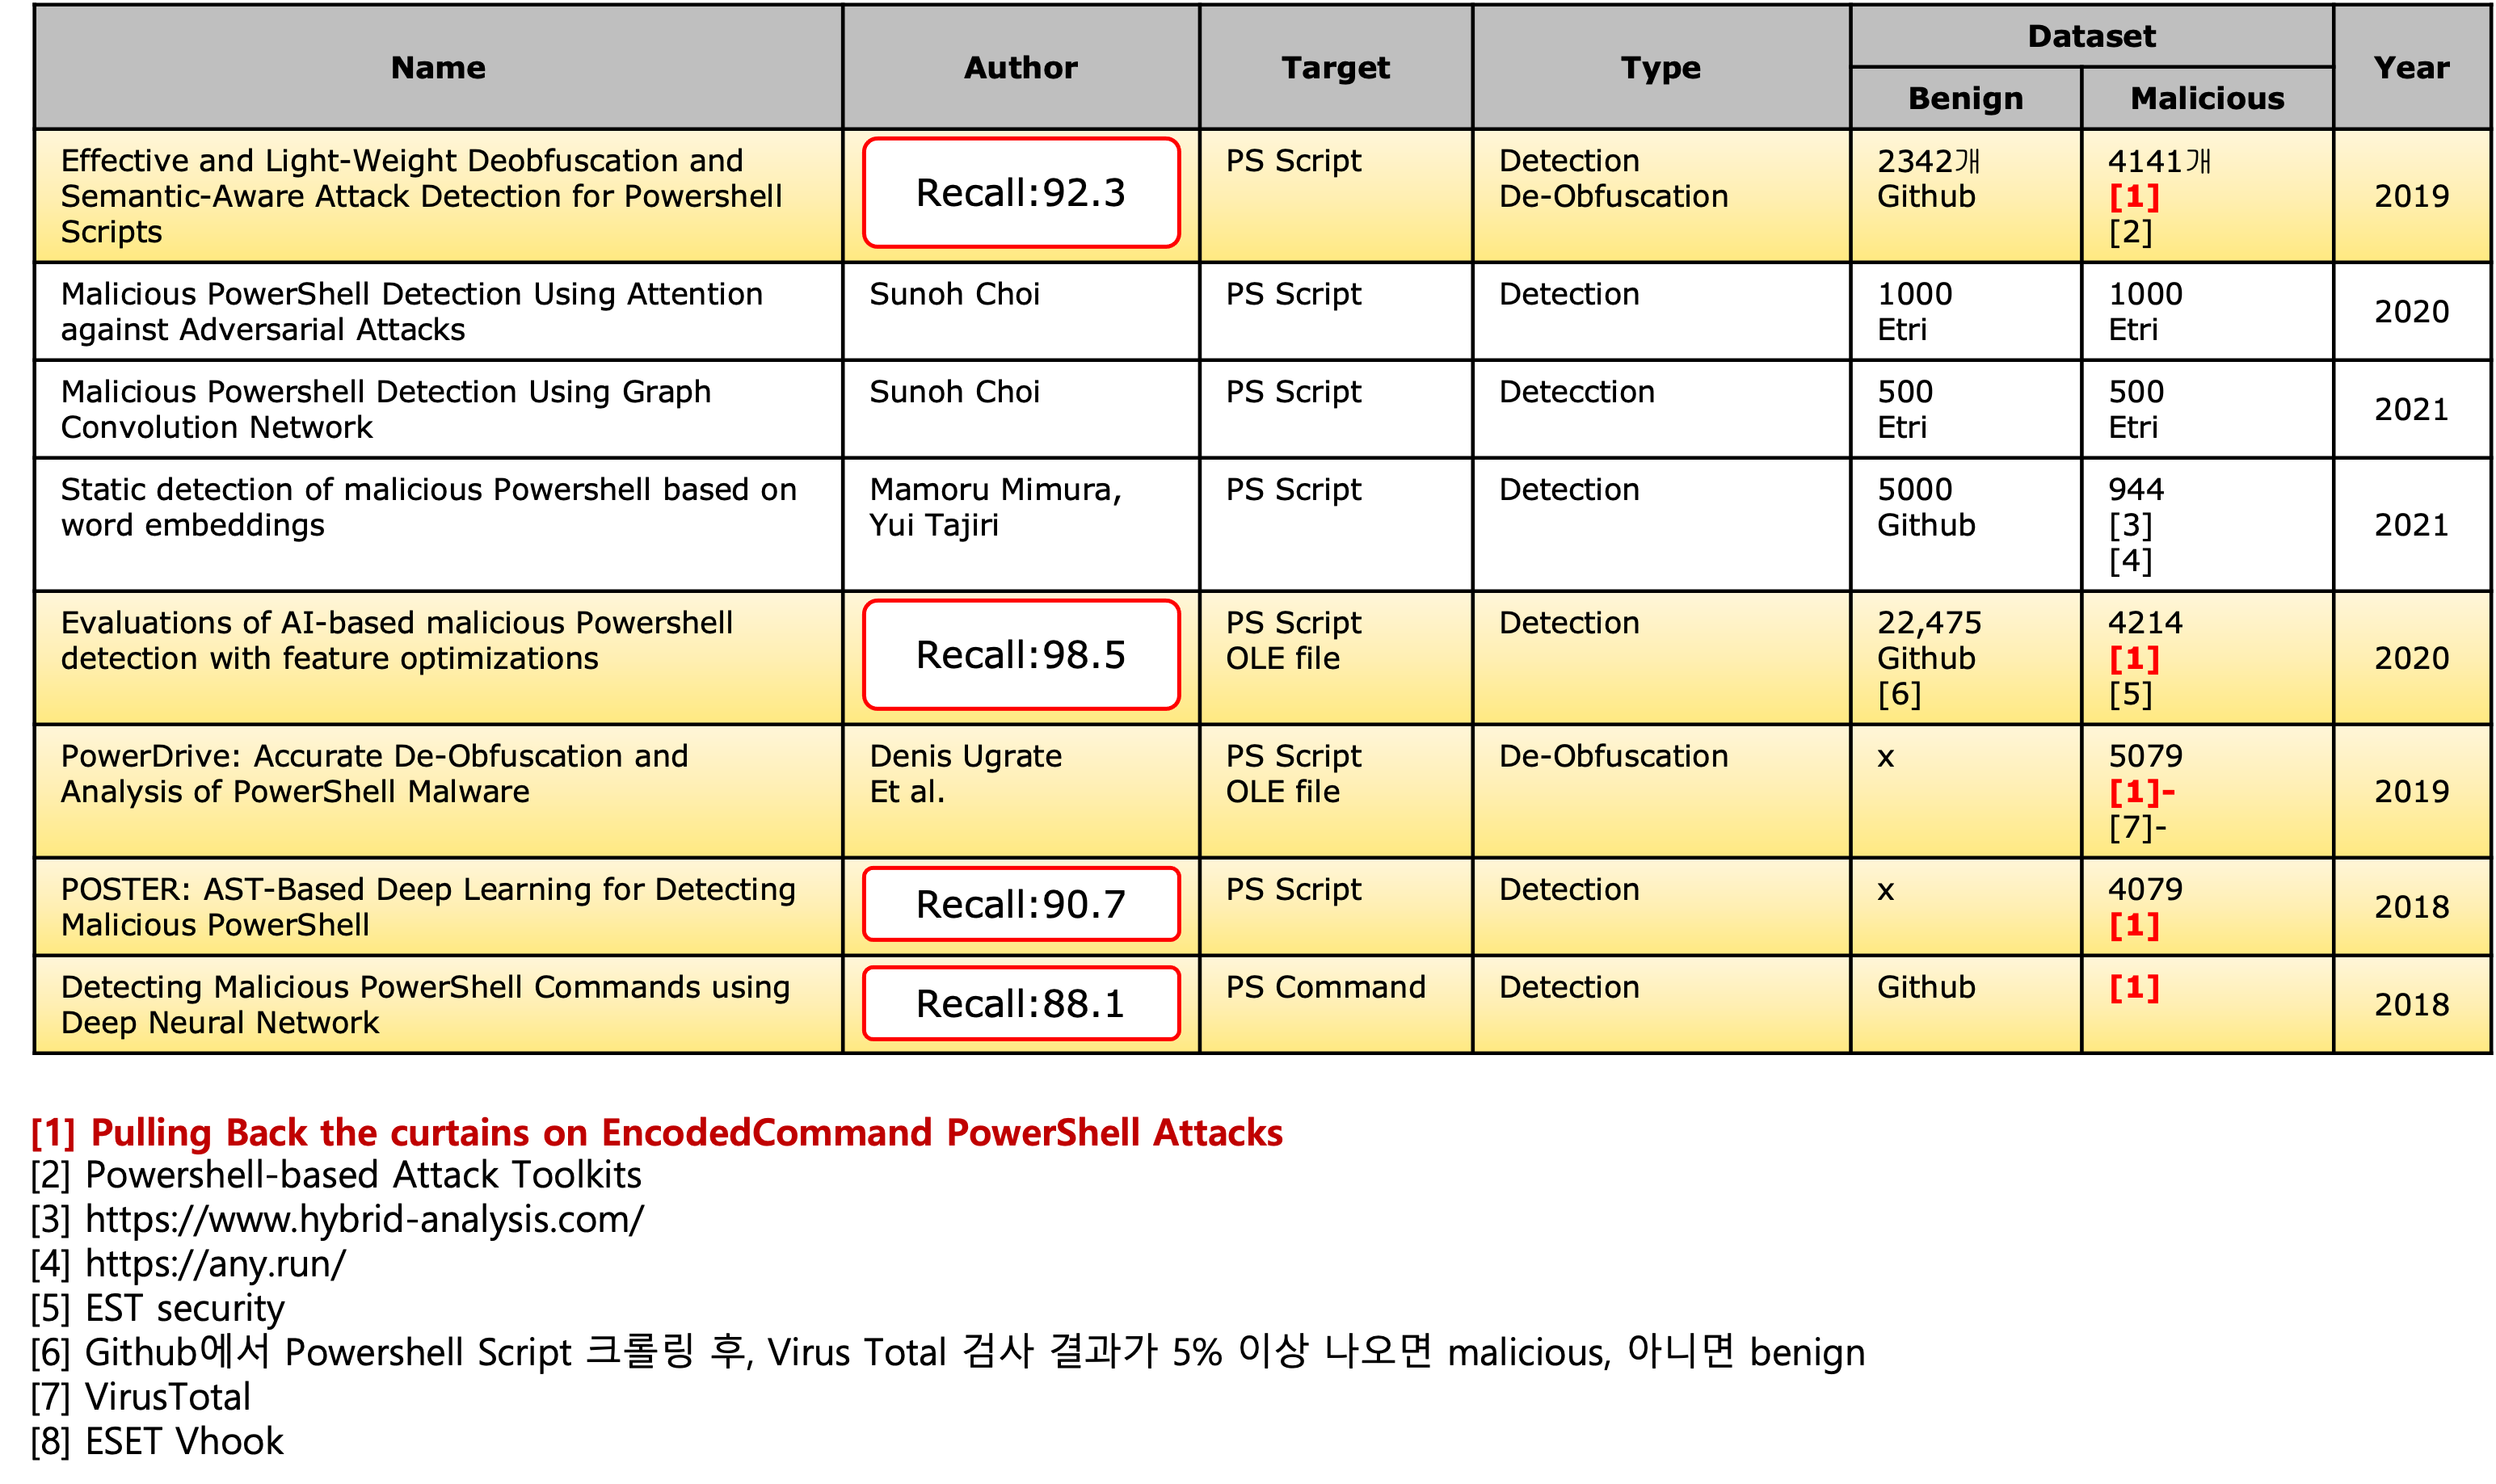 Name
Author
Target
Type
Dataset
Benign
Malicious
Year
Effective and Light-Weight Deobfuscation and
Semantic-Aware Attack Detection for Powershell
Scripts
Recall:92.3
PS Script
Detection
De-Obfuscation
2342개
Github
4141개
[1]
[2]
2019
Malicious PowerShell Detection Using Attention
against Adversarial Attacks
Sunoh Choi
PS Script
Detection
1000
Etri
1000
Etri
2020
Malicious Powershell Detection Using Graph
Convolution Network
Sunoh Choi
PS Script
Detecction
500
Etri
500
Etri
2021
Static detection of malicious Powershell based on
word embeddings
Mamoru Mimura,
Yui Tajiri
PS Script
Detection
5000
Github
944
[3]
[4]
2021
Evaluations of AI-based malicious Powershell
detection with feature optimizations
Recall:98.5
PS Script
OLE file
Detection
22,475
Github
[6]
4214
[1]
[5]
2020
PowerDrive: Accurate De-Obfuscation and
Analysis of PowerShell Malware
Denis Ugrate
Et al.
PS Script
OLE file
De-Obfuscation
x
5079
[1]-
[7]-
2019
POSTER: AST-Based Deep Learning for Detecting
Malicious PowerShell
Recall:90.7
PS Script
Detection
x
4079
[1]
2018
Detecting Malicious PowerShell Commands using
Deep Neural Network
Recall:88.1
PS Command
Detection
Github
[1]
2018
[1] Pulling Back the curtains on EncodedCommand PowerShell Attacks
[2] Powershell-based Attack Toolkits
[3] https://www.hybrid-analysis.com/
[4] https://any.run/
[5] EST security
[6] Github에서 Powershell Script 크롤링 후, Virus Total 검사 결과가 5% 이상 나오면 malicious, 아니면 benign
[7] VirusTotal
[8] ESET Vhook